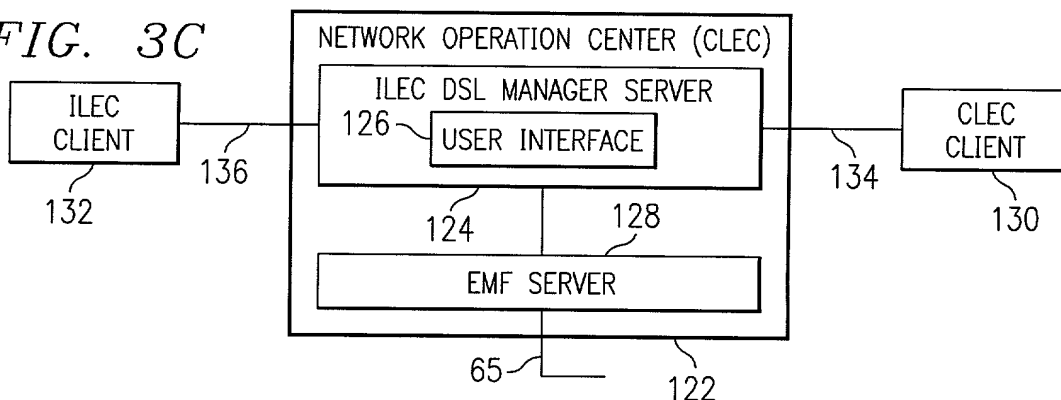 FIG. 3C
NETWORK OPERATION CENTER (CLEC)
ILEC
CLIENT
136
132
ILEC DSL MANAGER SERVER
126
USER INTERFACE
124
128
EMF SERVER
65
122
134
CLEC
CLIENT
130